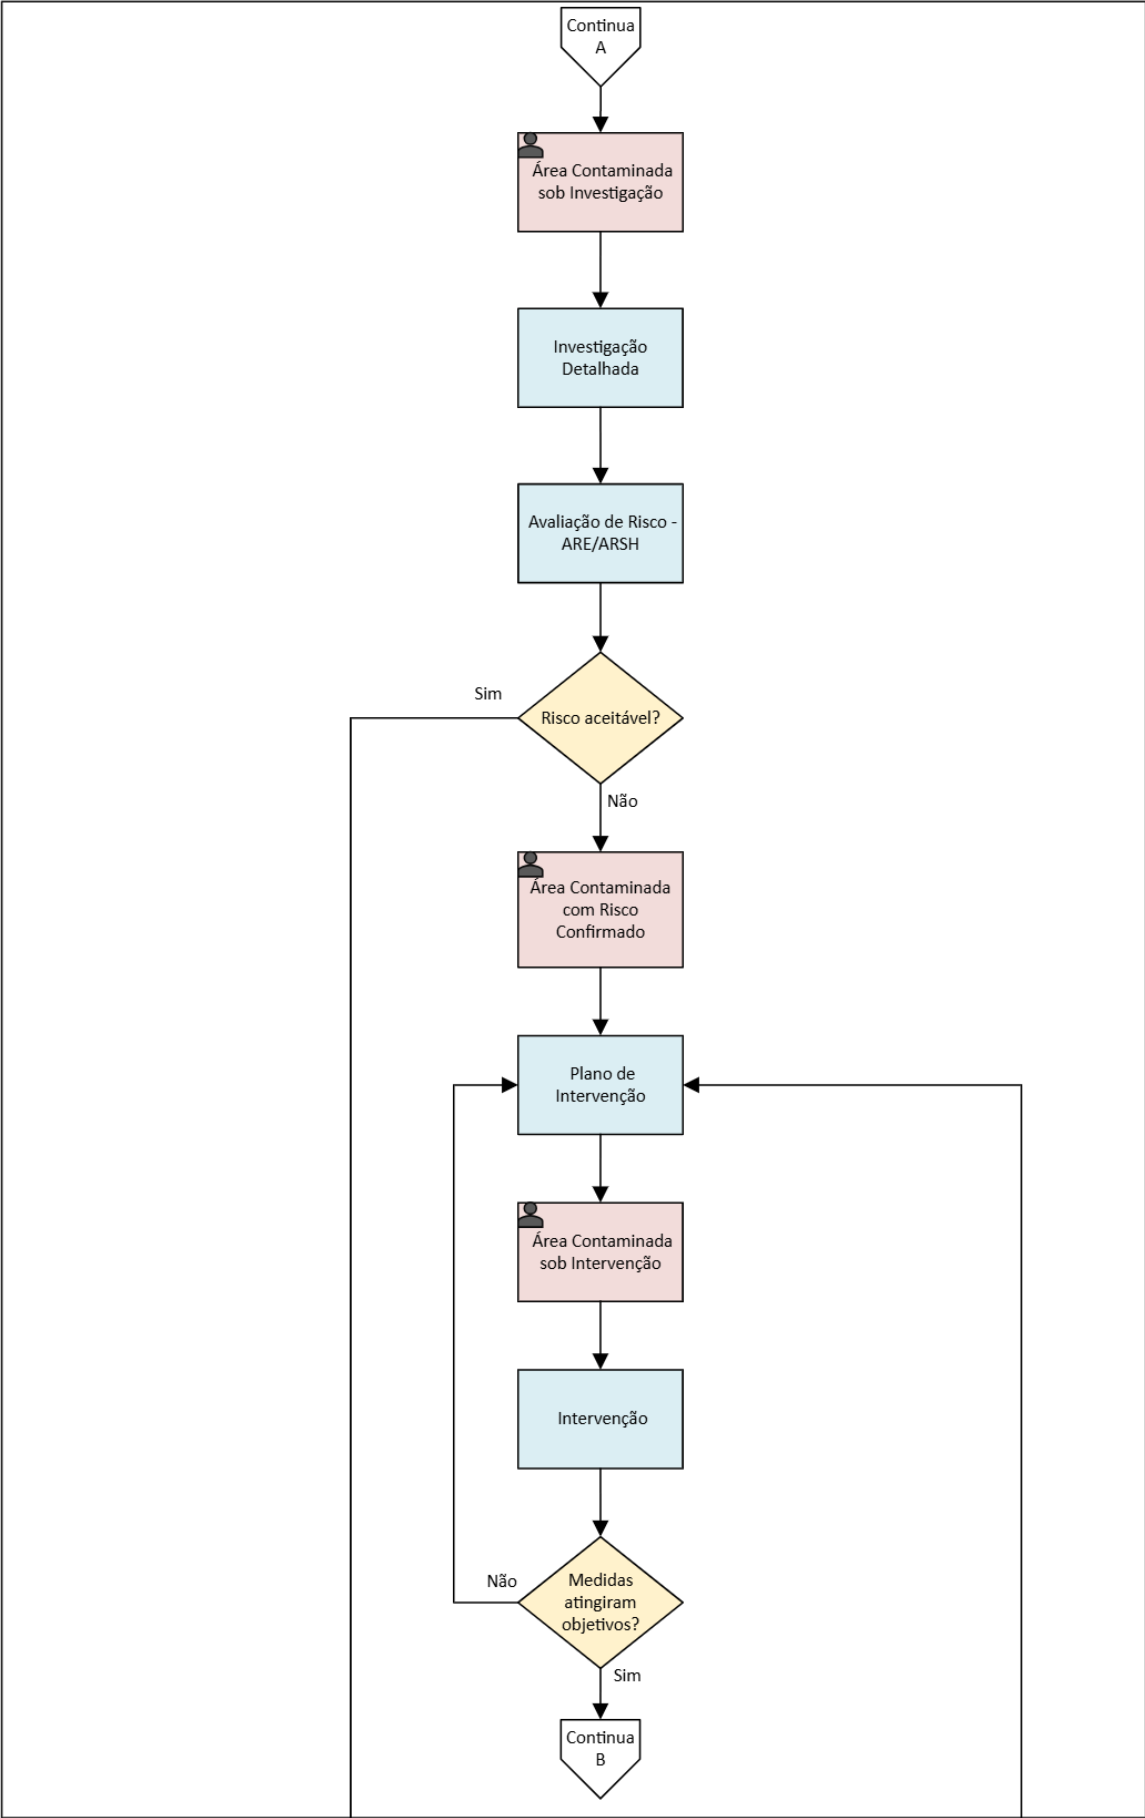 Continua
A
Área Contaminada
sob Investigação
Investigação
Detalhada
Avaliação de Risco -
ARE/ARSH
Sim
Risco aceitável?
Não
Área Contaminada
com Risco
Confirmado
Plano de
Intervenção
Área Contaminada
sob Intervenção
Intervenção
Não
Medidas
atingiram
objetivos?
Sim
Continua
B